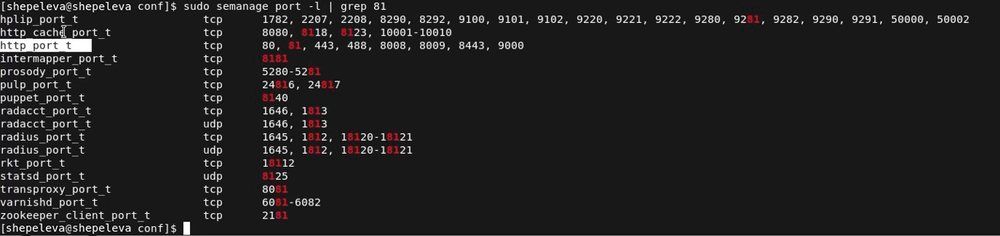 [shepeleva@shepeleva conf]$ sudo semanage port -l | grep 81
hplip_port_t                   tcp      1782, 2207, 2208, 8290, 8292, 9100, 9101, 9102, 9220, 9221, 9222, 9280, 9281, 9282, 9290, 9291, 50000, 50002
http_cache_port_t              tcp      8080, 8118, 8123, 10001-10010
http_port_t                    tcp      80, 81, 443, 488, 8008, 8009, 8443, 9000
intermapper_port_t             tcp      8181
prosody_port_t                 tcp      5280-5281
pulp_port_t                    tcp      24816, 24817
puppet_port_t                  tcp      8140
radacct_port_t                 tcp      1646, 1813
radacct_port_t                 udp      1646, 1813
radius_port_t                  tcp      1645, 1812, 18120-18121
radius_port_t                  udp      1645, 1812, 18120-18121
rkt_port_t                     tcp      18112
statsd_port_t                  udp      8125
transproxy_port_t              tcp      8081
varnishd_port_t                tcp      6081-6082
zookeeper_client_port_t        tcp      2181
[shepeleva@shepeleva conf]$